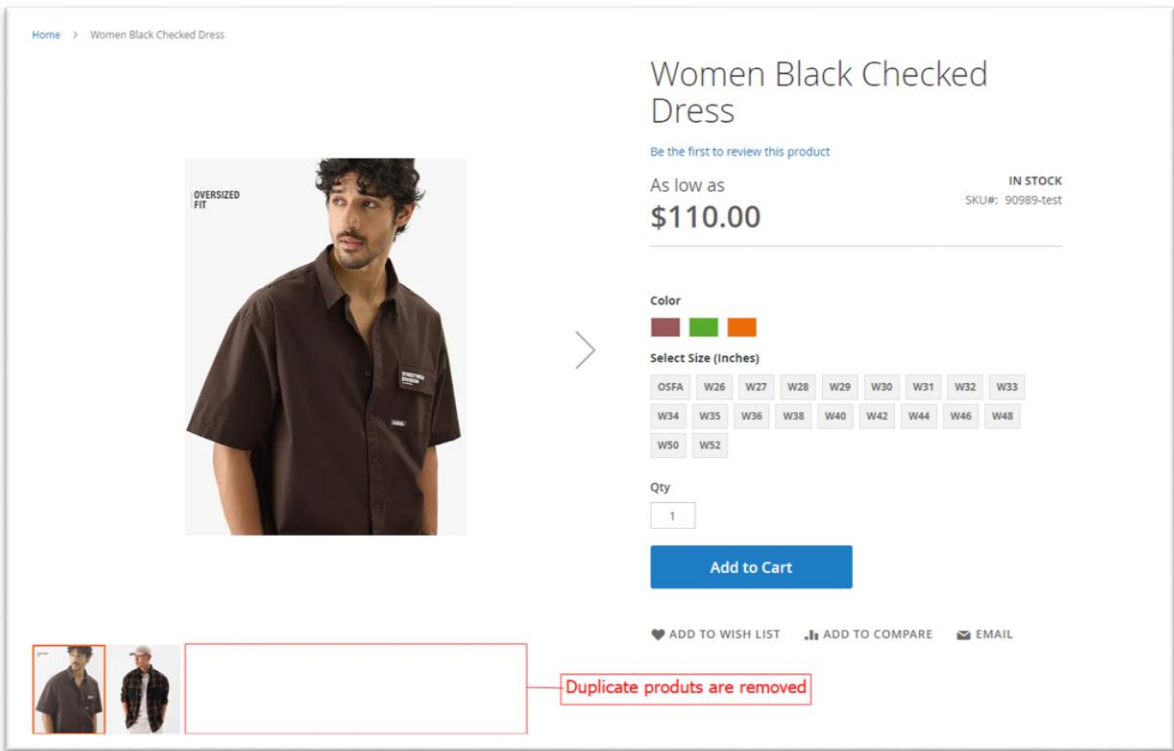 Home > Women Black Checked Dress
Women Black Checked
Dress
Be the first to review this product
As low as
IN STOCK
$110.00
SKU#: 90989-test
OVERSIZED
FIT
Color
Select Size (Inches)
OSFA W26 W27 W28 W29 W30 W31 W32 W33
W34 W35 W36 W38 W40 W42 W44 W46 W48
W50 W52
Qty
1
Add to Cart
ADD TO WISH LIST ADD TO COMPARE EMAIL
Duplicate produts are removed